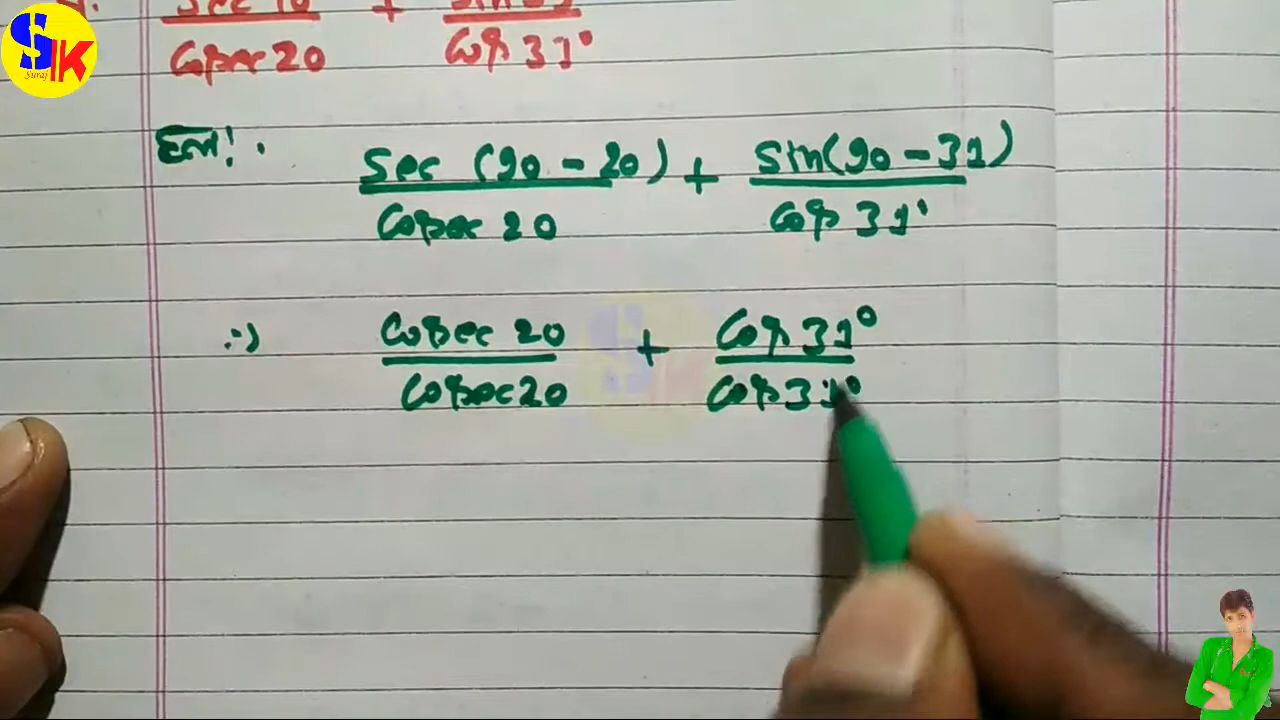 SK
Suraj
cosec 20 cos 31°
हल:.
sec (90 - 20) + sin(90 - 31)
cosec 20 cos 31°
∴) cosec 20 + cos 31°
cosec 20 cos 31°